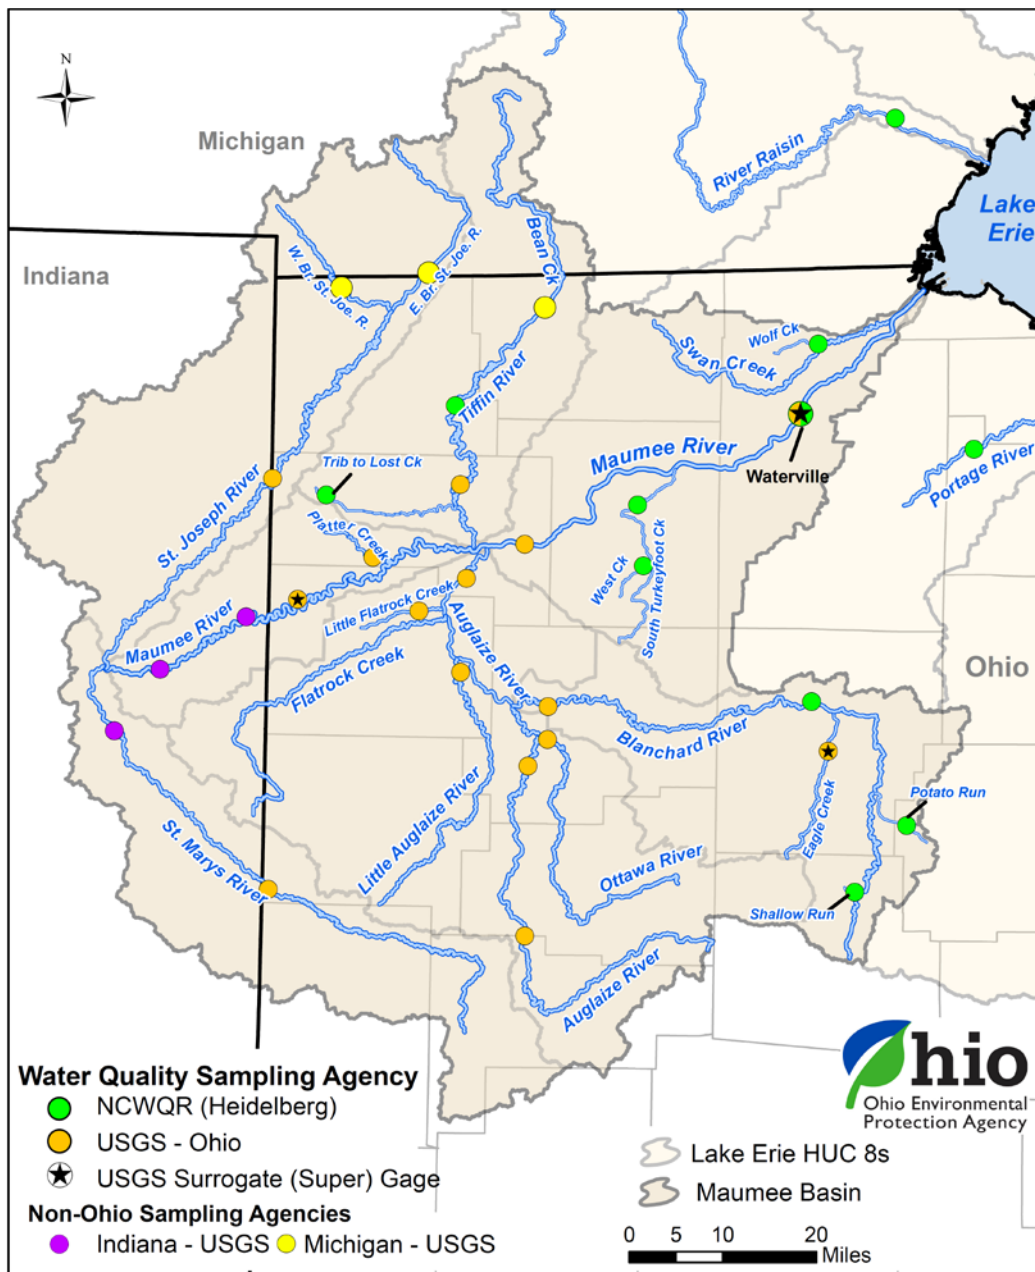 N
Michigan
Indiana
River Raisin
Lake
Erie
Bean Ck
W. Br. St. Joe. R.
E. Br. St. Joe. R.
Wolf Ck
Swan Creek
Tiffin River
Maumee River
Waterville
Portage River
Trib to Lost Ck
St. Joseph River
Platter Creek
West Ck
South Turkeyfoot Ck
Little Flatrock Creek
Maumee River
Auglaize River
Flatrock Creek
Ohio
Blanchard River
Potato Run
Eagle Creek
Little Auglaize River
St. Marys River
Ottawa River
Shallow Run
Auglaize River
Ohio
Ohio Environmental
Protection Agency
Water Quality Sampling Agency
NCWQR (Heidelberg)
USGS - Ohio
USGS Surrogate (Super) Gage
Non-Ohio Sampling Agencies
Indiana - USGS
Michigan - USGS
Lake Erie HUC 8s
Maumee Basin
0 5 10 20
Miles